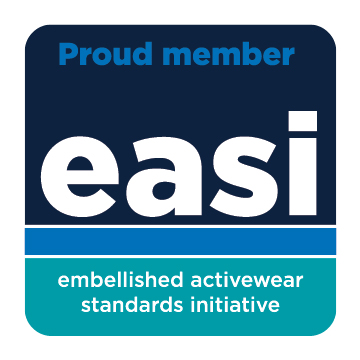 Proud member
easi
embellished activewear
standards initiative